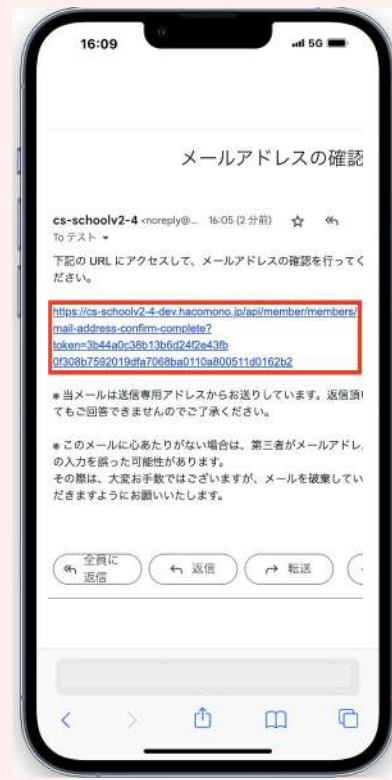 16:09
5G
メールアドレスの確認
cs-schoolv2-4 <noreply@... 16:05 (2 分前)
To テスト
下記の URL にアクセスして、メールアドレスの確認を行ってく
ださい。
https://cs-schoolv2-4-dev.hacomono.jp/api/member/members/
mail-address-confirm-complete?
token=3b44a0c38b13b6d24f2e43fb
0f308b7592019dfa7068ba0110a800511d0162b2
※ 当メールは送信専用アドレスからお送りしています。返信頂い
てもご回答できませんのでご了承ください。
※ このメールに心あたりがない場合は、第三者がメールアドレ
の入力を誤った可能性があります。
その際は、大変お手数ではございますが、メールを破棄してい
だきますようにお願いいたします。
全員に
返信
返信
転送